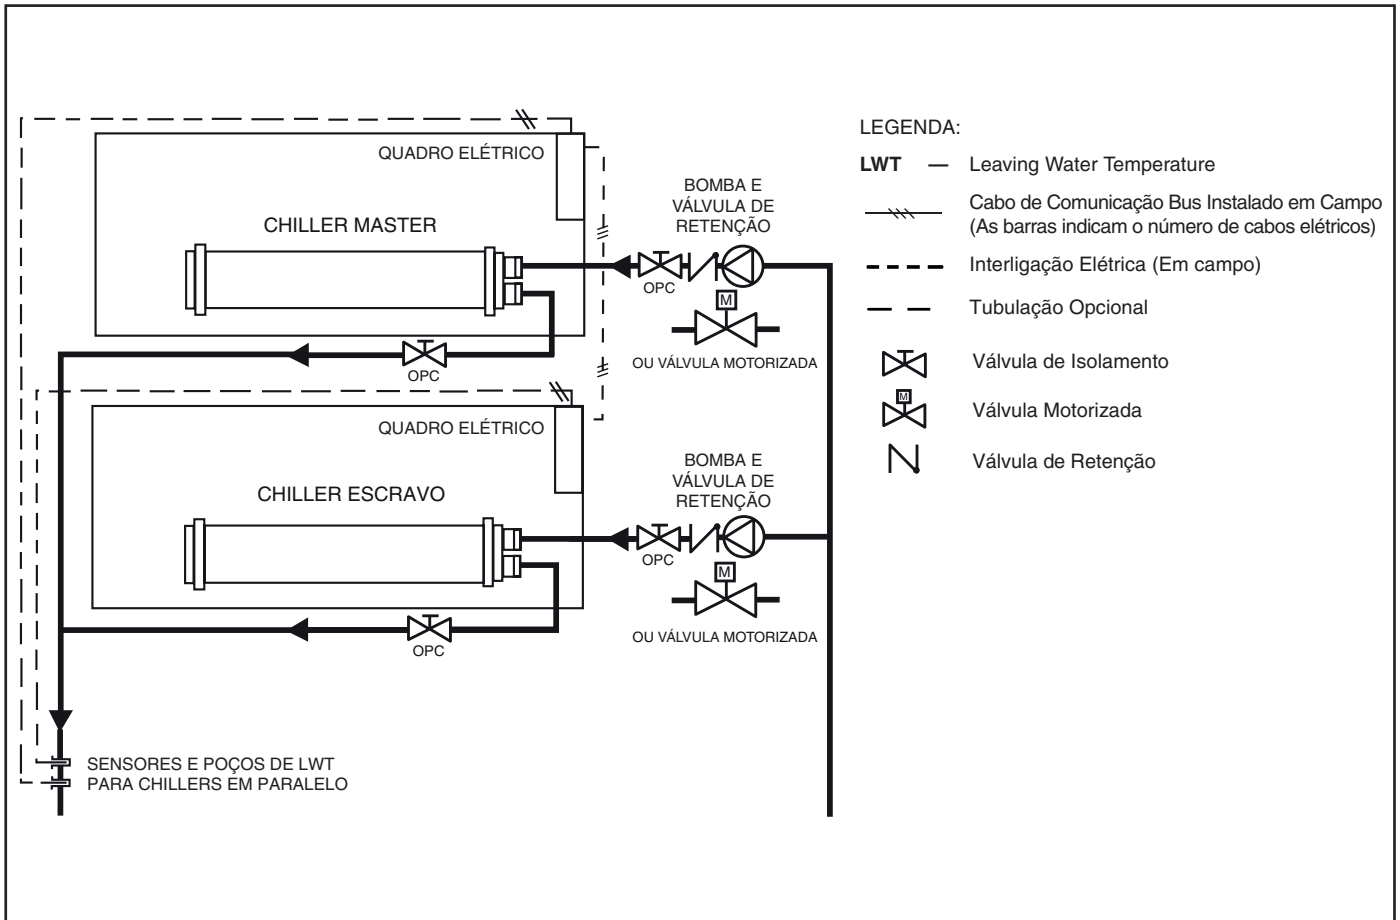 QUADRO ELÉTRICO
CHILLER MASTER
BOMBA E
VÁLVULA DE
RETENÇÃO
OPC
M
OU VÁLVULA MOTORIZADA
OPC
QUADRO ELÉTRICO
CHILLER ESCRAVO
BOMBA E
VÁLVULA DE
RETENÇÃO
OPC
M
OU VÁLVULA MOTORIZADA
OPC
SENSORES E POÇOS DE LWT
PARA CHILLERS EM PARALELO
LEGENDA:
LWT — Leaving Water Temperature
Cabo de Comunicação Bus Instalado em Campo
(As barras indicam o número de cabos elétricos)
Interligação Elétrica (Em campo)
Tubulação Opcional
Válvula de Isolamento
M
Válvula Motorizada
Válvula de Retenção